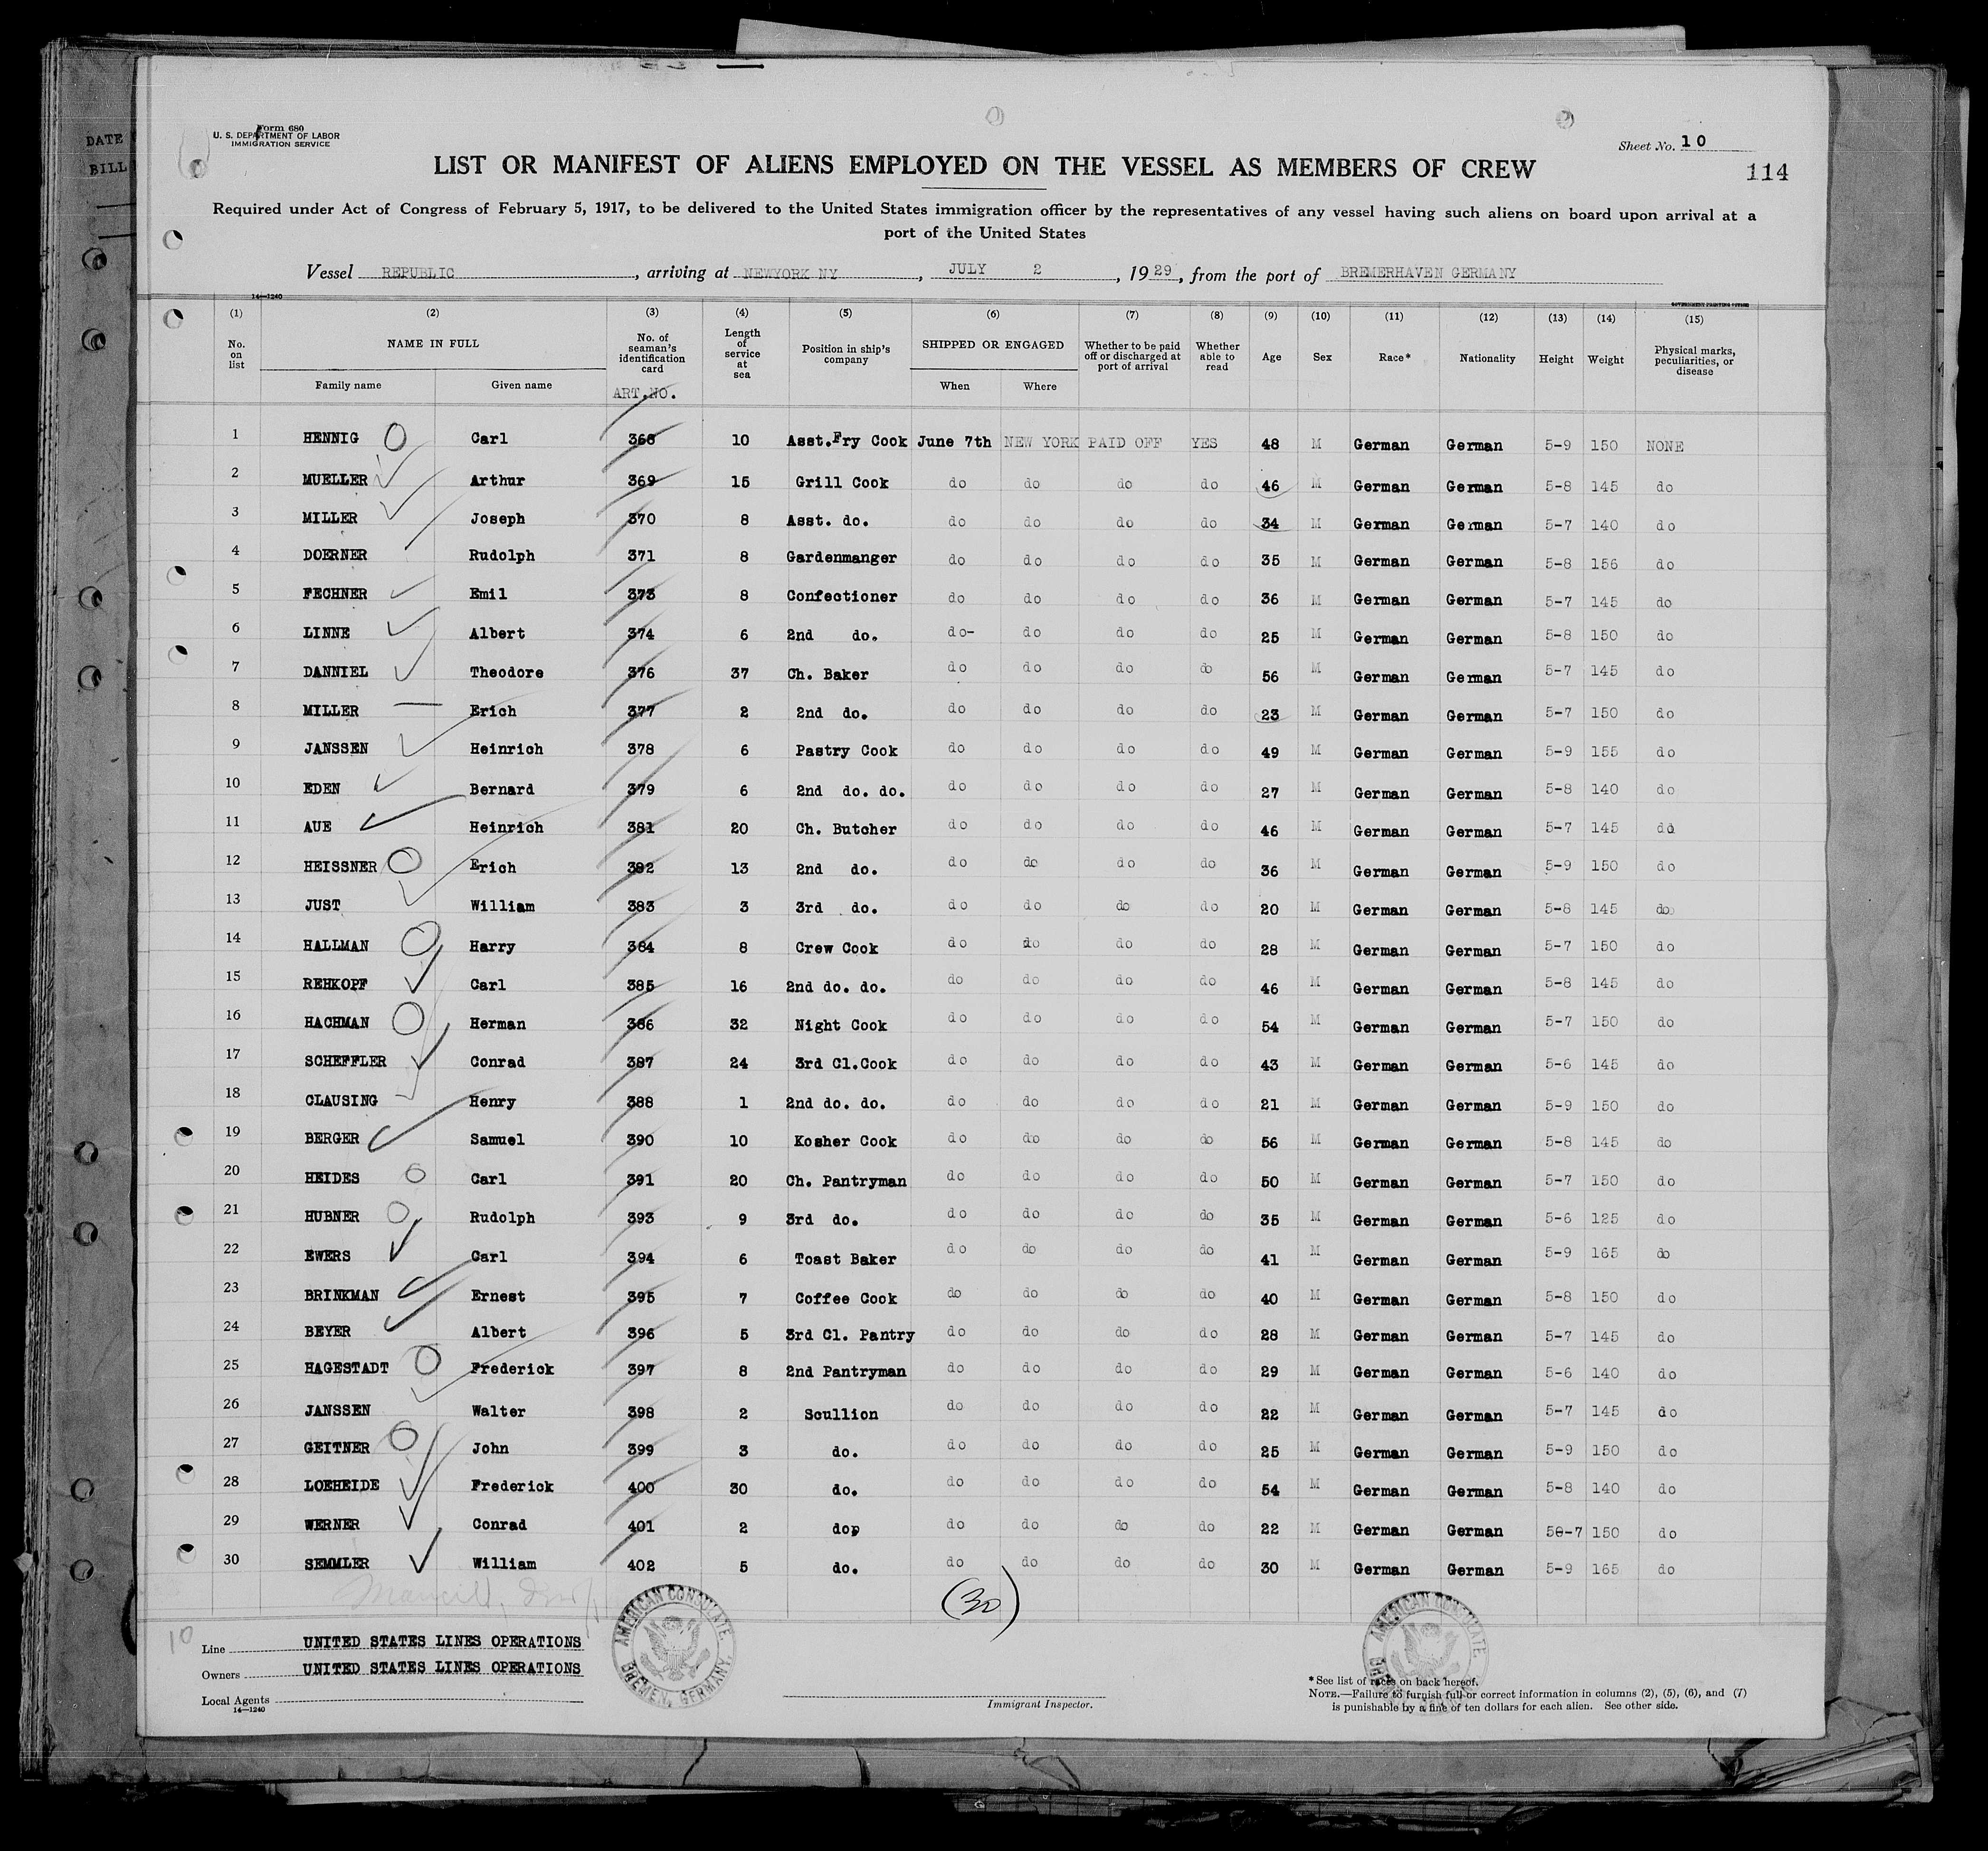 DATE
BILL
Form 680
U. S. DEPARTMENT OF LABOR
IMMIGRATION SERVICE
Sheet No. 10
114
LIST OR MANIFEST OF ALIENS EMPLOYED ON THE VESSEL AS MEMBERS OF CREW
Required under Act of Congress of February 5, 1917, to be delivered to the United States immigration officer by the representatives of any vessel having such aliens on board upon arrival at a
port of the United States
Vessel REPUBLIC, arriving at NEWYORK NY, JULY 2, 1929, from the port of BREMERHAVEN GERMANY
14—1240
GOVERNMENT PRINTING OFFICE
(1) (2) (3) (4) (5) (6) (7) (8) (9) (10) (11) (12) (13) (14) (15)
No. on list NAME IN FULL No. of seaman's identification card Length of service at sea Position in ship's company SHIPPED OR ENGAGED Whether to be paid off or discharged at port of arrival Whether able to read Age Sex Race* Nationality Height Weight Physical marks, peculiarities, or disease
Family name Given name ART.NO. When Where
1 HENNIG Carl 368 10 Asst.Fry Cook June 7th NEW YORK PAID OFF YES 48 M German German 5-9 150 NONE
2 MUELLER Arthur 369 15 Grill Cook do do do do 46 M German German 5-8 145 do
3 MILLER Joseph 370 8 Asst. do. do do do do 34 M German German 5-7 140 do
4 DOERNER Rudolph 371 8 Gardenmanger do do do do 35 M German German 5-8 156 do
5 FECHNER Emil 373 8 Confectioner do do do do 36 M German German 5-7 145 do
6 LINNE Albert 374 6 2nd do. do- do do do 25 M German German 5-8 150 do
7 DANNIEL Theodore 376 37 Ch. Baker do do do do 56 M German German 5-7 145 do
8 MILLER Erich 377 2 2nd do. do do do do 23 M German German 5-7 150 do
9 JANSSEN Heinrich 378 6 Pastry Cook do do do do 49 M German German 5-9 155 do
10 EDEN Bernard 379 6 2nd do. do. do do do do 27 M German German 5-8 140 do
11 AUE Heinrich 381 20 Ch. Butcher do do do do 46 M German German 5-7 145 do
12 HEISSNER Erich 382 13 2nd do. do do do do 36 M German German 5-9 150 do
13 JUST William 383 3 3rd do. do do do do 20 M German German 5-8 145 do
14 HALLMAN Harry 384 8 Crew Cook do do do do 28 M German German 5-7 150 do
15 REHKOPF Carl 385 16 2nd do. do. do do do do 46 M German German 5-8 145 do
16 HACHMAN Herman 386 32 Night Cook do do do do 54 M German German 5-7 150 do
17 SCHEFFLER Conrad 387 24 3rd Cl.Cook do do do do 43 M German German 5-6 145 do
18 CLAUSING Henry 388 1 2nd do. do. do do do do 21 M German German 5-9 150 do
19 BERGER Samuel 390 10 Kosher Cook do do do do 56 M German German 5-8 145 do
20 HEIDES Carl 391 20 Ch. Pantryman do do do do 50 M German German 5-7 150 do
21 HUBNER Rudolph 393 9 3rd do. do do do do 35 M German German 5-6 125 do
22 EWERS Carl 394 6 Toast Baker do do do do 41 M German German 5-9 165 do
23 BRINKMAN Ernest 395 7 Coffee Cook do do do do 40 M German German 5-8 150 do
24 BEYER Albert 396 5 3rd Cl. Pantry do do do do 28 M German German 5-7 145 do
25 HAGESTADT Frederick 397 8 2nd Pantryman do do do do 29 M German German 5-6 140 do
26 JANSSEN Walter 398 2 Scullion do do do do 22 M German German 5-7 145 do
27 GEITNER John 399 3 do. do do do do 25 M German German 5-9 150 do
28 LOEHEIDE Frederick 400 30 do. do do do do 54 M German German 5-8 140 do
29 WERNER Conrad 401 2 dop do do do do 22 M German German 50-7 150 do
30 SEMMLER William 402 5 do. do do do do 30 M German German 5-9 165 do
(30)
10
Line UNITED STATES LINES OPERATIONS
Owners UNITED STATES LINES OPERATIONS
Local Agents
14—1240
AMERICAN CONSULATE
BREMEN, GERMANY.
Immigrant Inspector.
AMERICAN CONSULATE
*See list of races on back hereof.
NOTE.—Failure to furnish full or correct information in columns (2), (5), (6), and (7)
is punishable by a fine of ten dollars for each alien. See other side.